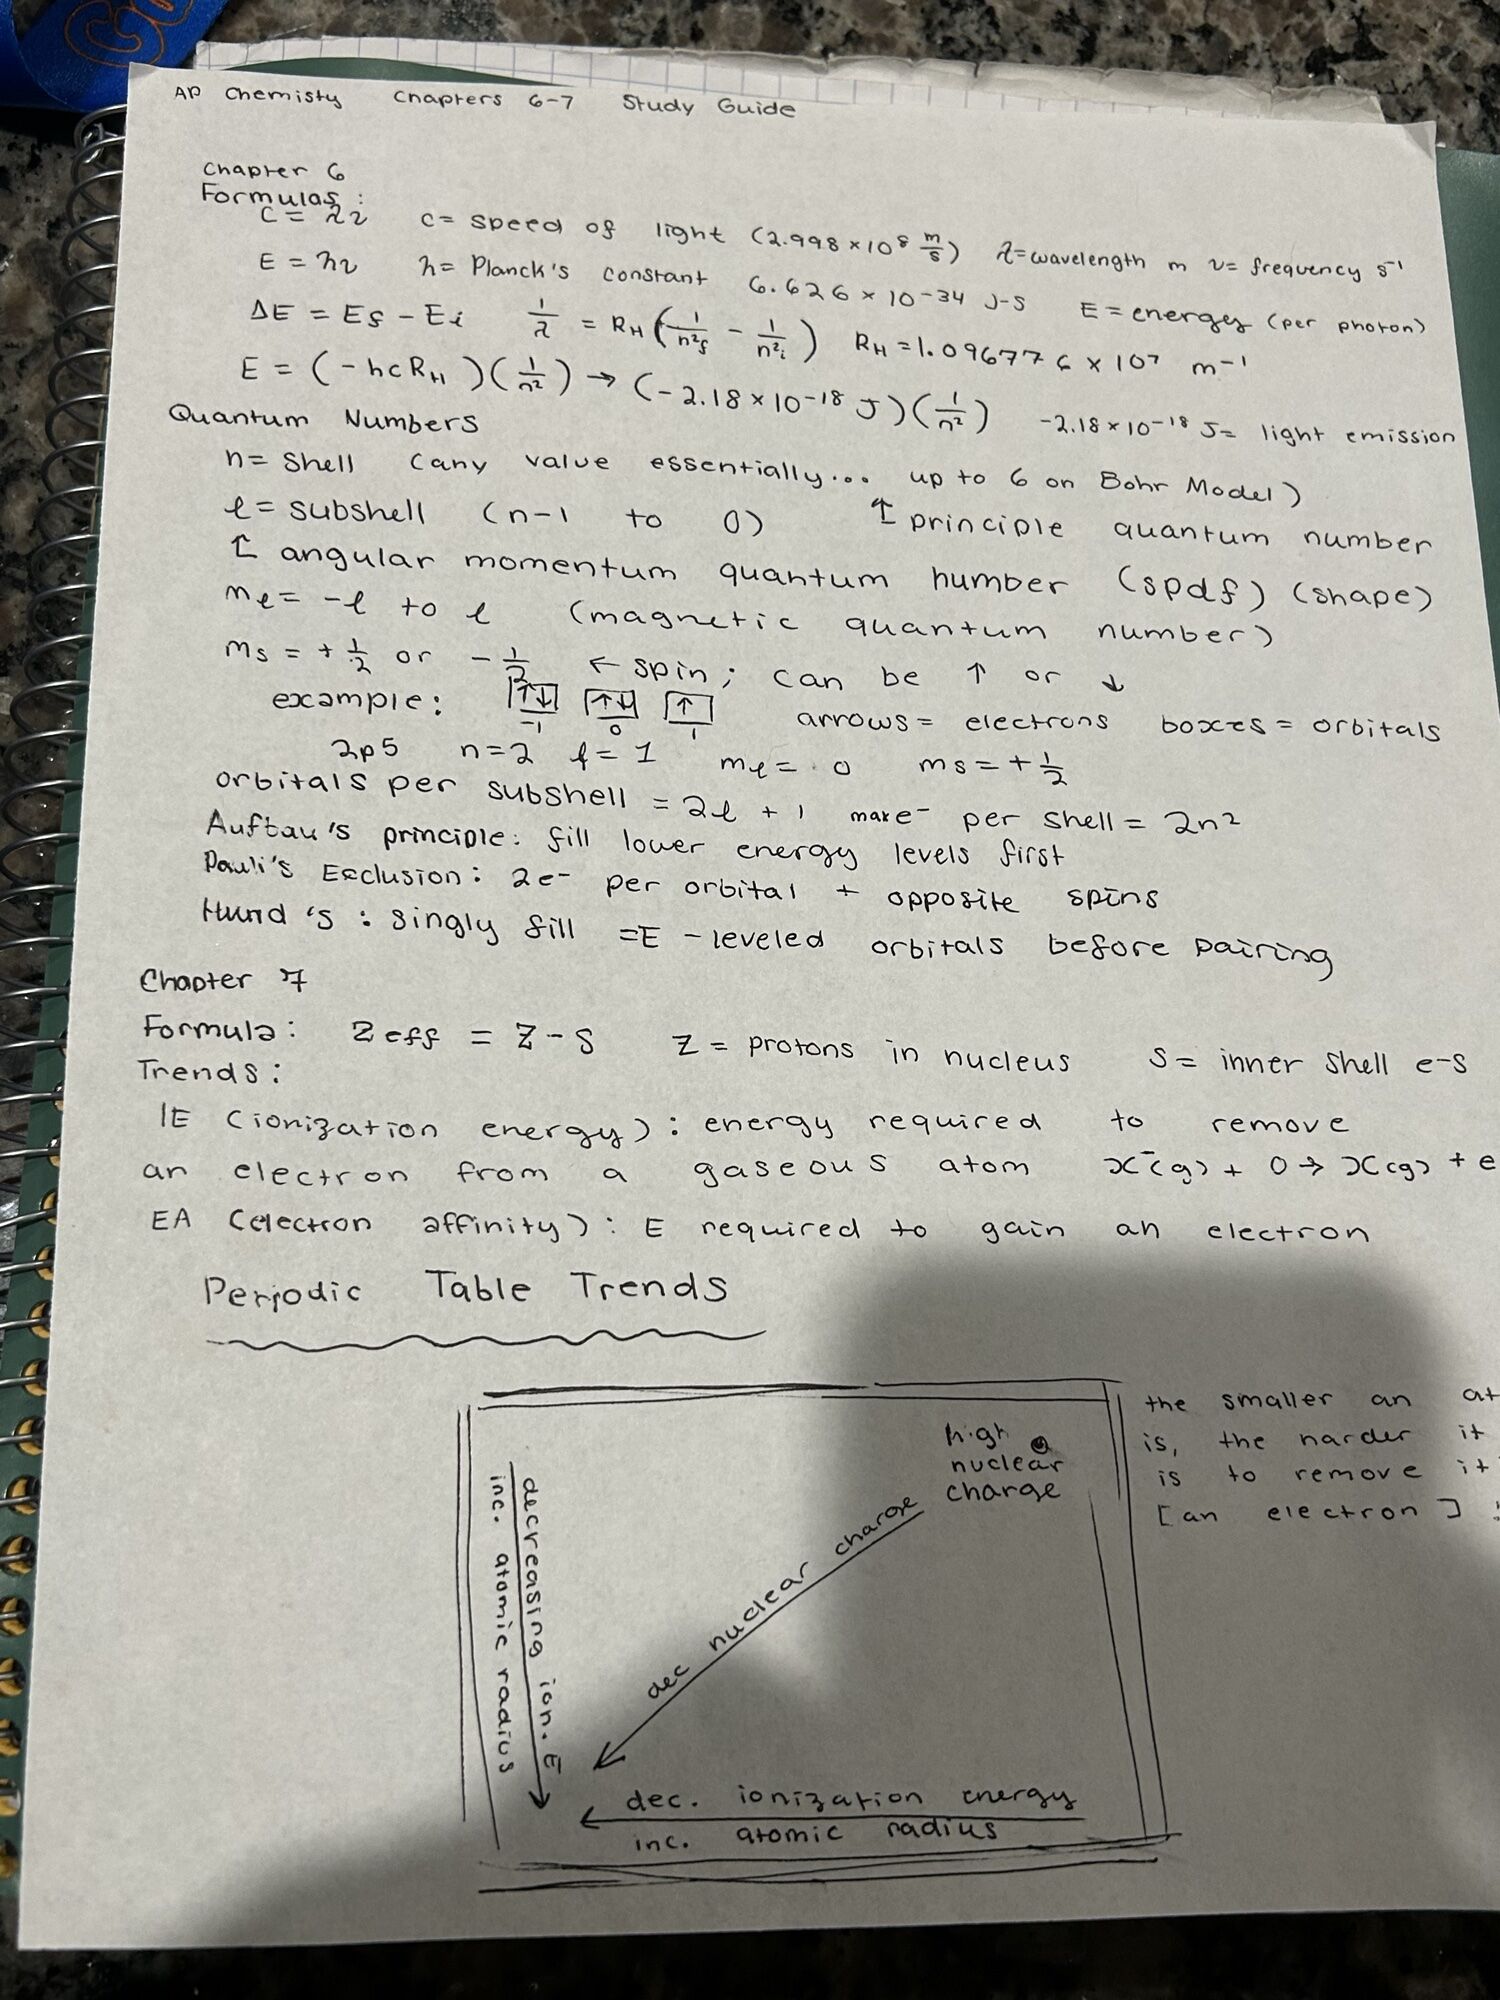 AP Chemisty Chapters 6-7 Study Guide
Chapter 6
Formulas:
C = λν c= speed of light (2.998×10⁸ m/s) λ=wavelength m ν= frequency s⁻¹
E = hν h= Planck's constant 6.626×10⁻³⁴ J-s E = energy (per photon)
ΔE = Ef - Ei 1/λ = RH(1/n²f - 1/n²i) RH=1.096776 × 10⁷ m⁻¹
E = (-hcRH)(1/n²) → (-2.18×10⁻¹⁸ J)(1/n²) -2.18×10⁻¹⁸ J= light emission
Quantum Numbers
n= shell (any value essentially... up to 6 on Bohr Model)
ℓ= subshell (n-1 to 0) ↑ principle quantum number
↑ angular momentum quantum number (spdf) (shape)
mℓ= -ℓ to ℓ (magnetic quantum number)
ms = +1/2 or -1/2 ← spin; can be ↑ or ↓
example: ↑↓ ↑↓ ↑ arrows= electrons boxes= orbitals
-1 0 1
2p5 n=2 ℓ=1 mℓ= 0 ms=+1/2
orbitals per subshell = 2ℓ + 1 max e⁻ per shell = 2n²
Aufbau's principle: fill lower energy levels first
Pauli's Exclusion: 2e⁻ per orbital + opposite spins
Hund's: singly fill =E-leveled orbitals before pairing
Chapter 7
Formula: Zeff = Z-S Z = protons in nucleus S= inner shell e-s
Trends:
IE (ionization energy): energy required to remove
an electron from a gaseous atom X⁻(g) + 0→ X(g) + e
EA (electron affinity): E required to gain an electron
Periodic Table Trends
the smaller an at
is, the harder it
is to remove it
[an electron]
high
nuclear
charge
dec nuclear charge
decreasing ion. E
inc. atomic radius
dec. ionization energy
inc. atomic radius